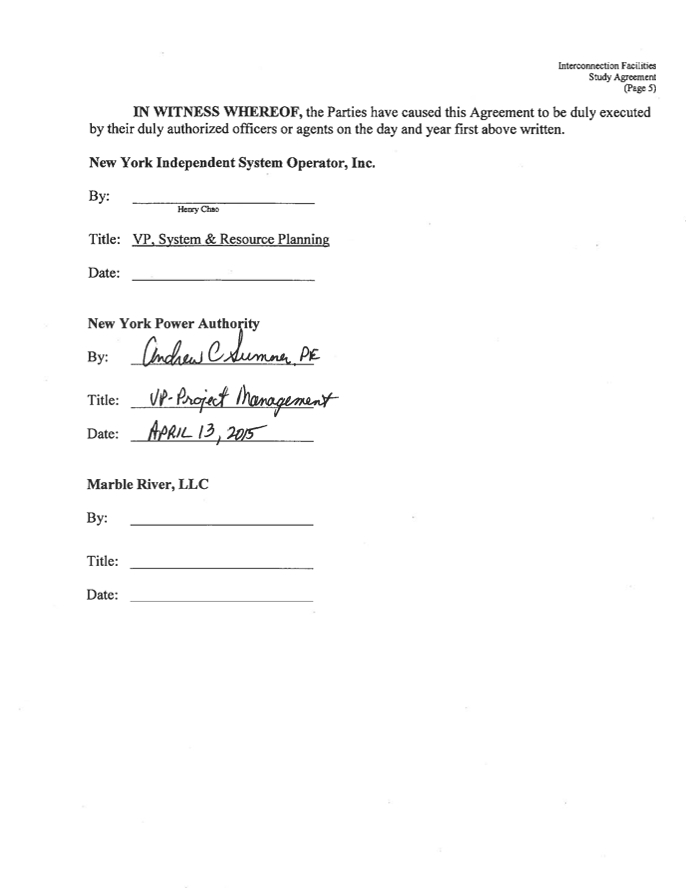 Interconnection Facilities
Study Agreement
(Page 5)
IN WITNESS WHEREOF, the Parties have caused this Agreement to be duly executed
by their duly authorized officers or agents on the day and year first above written.
New York Independent System Operator, Inc.
By:
Henry Chao
Title: VP, System & Resource Planning
Date:
New York Power Authority
By: Andrew C Sumner, PE
Title: VP-Project Management
Date: APRIL 13, 2015
Marble River, LLC
By:
Title:
Date: